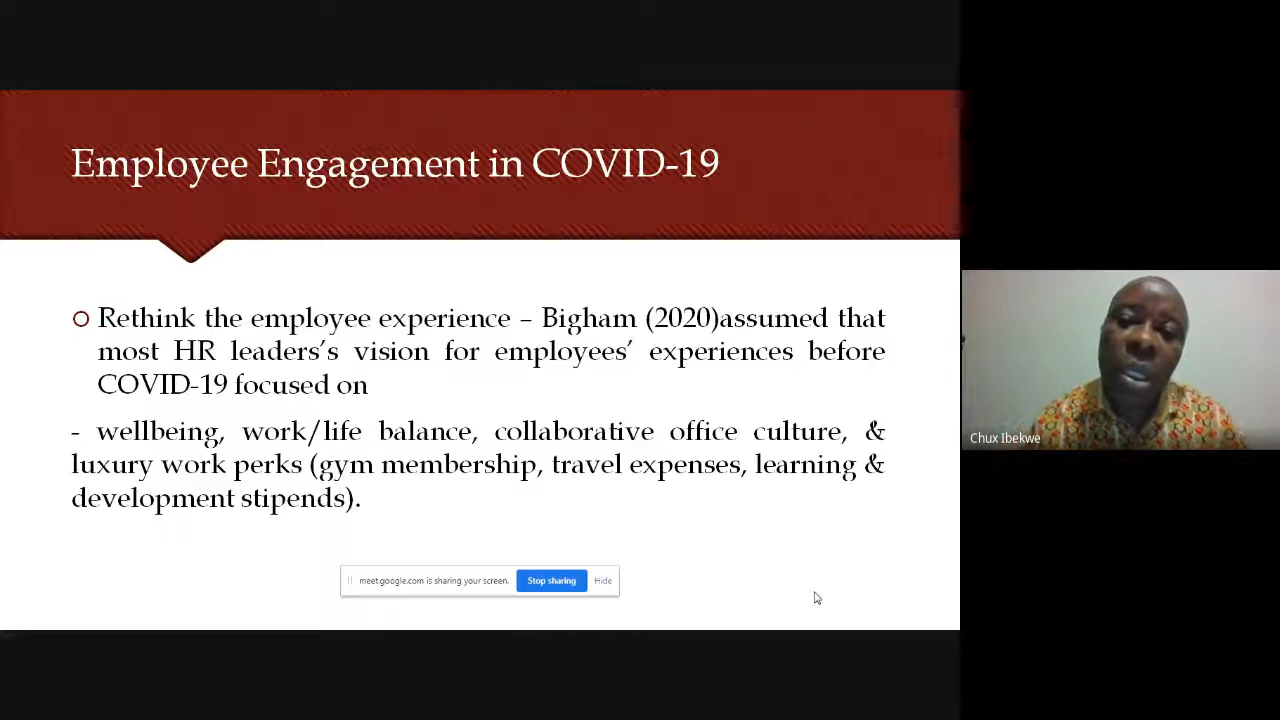 Employee Engagement in COVID-19
Rethink the employee experience – Bigham (2020)assumed that
most HR leaders's vision for employees' experiences before
COVID-19 focused on
- wellbeing, work/life balance, collaborative office culture, &
luxury work perks (gym membership, travel expenses, learning &
development stipends).
meet.google.com is sharing your screen. Stop sharing Hide
Chux Ibekwe